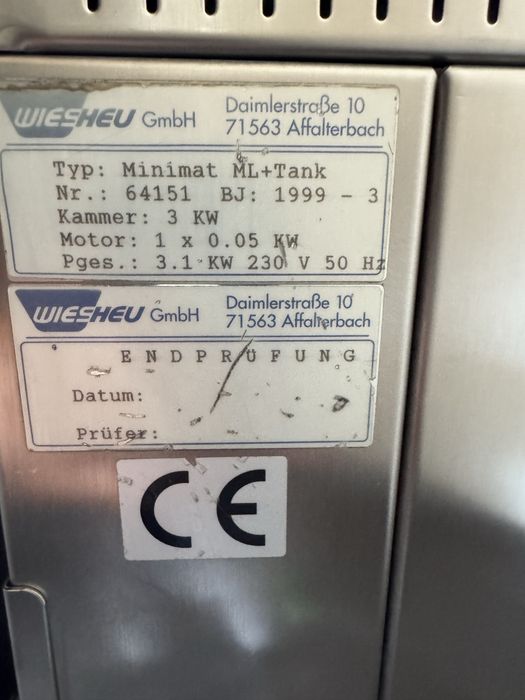 WIESHEU GmbH Daimlerstraße 10
71563 Affalterbach
Typ: Minimat ML+Tank
Nr.: 64151 BJ: 1999 - 3
Kammer: 3 KW
Motor: 1 x 0.05 KW
Pges.: 3.1 KW 230 V 50 Hz
WIESHEU GmbH Daimlerstraße 10
71563 Affalterbach
ENDPRÜFUNG
Datum:
Prüfer:
CE